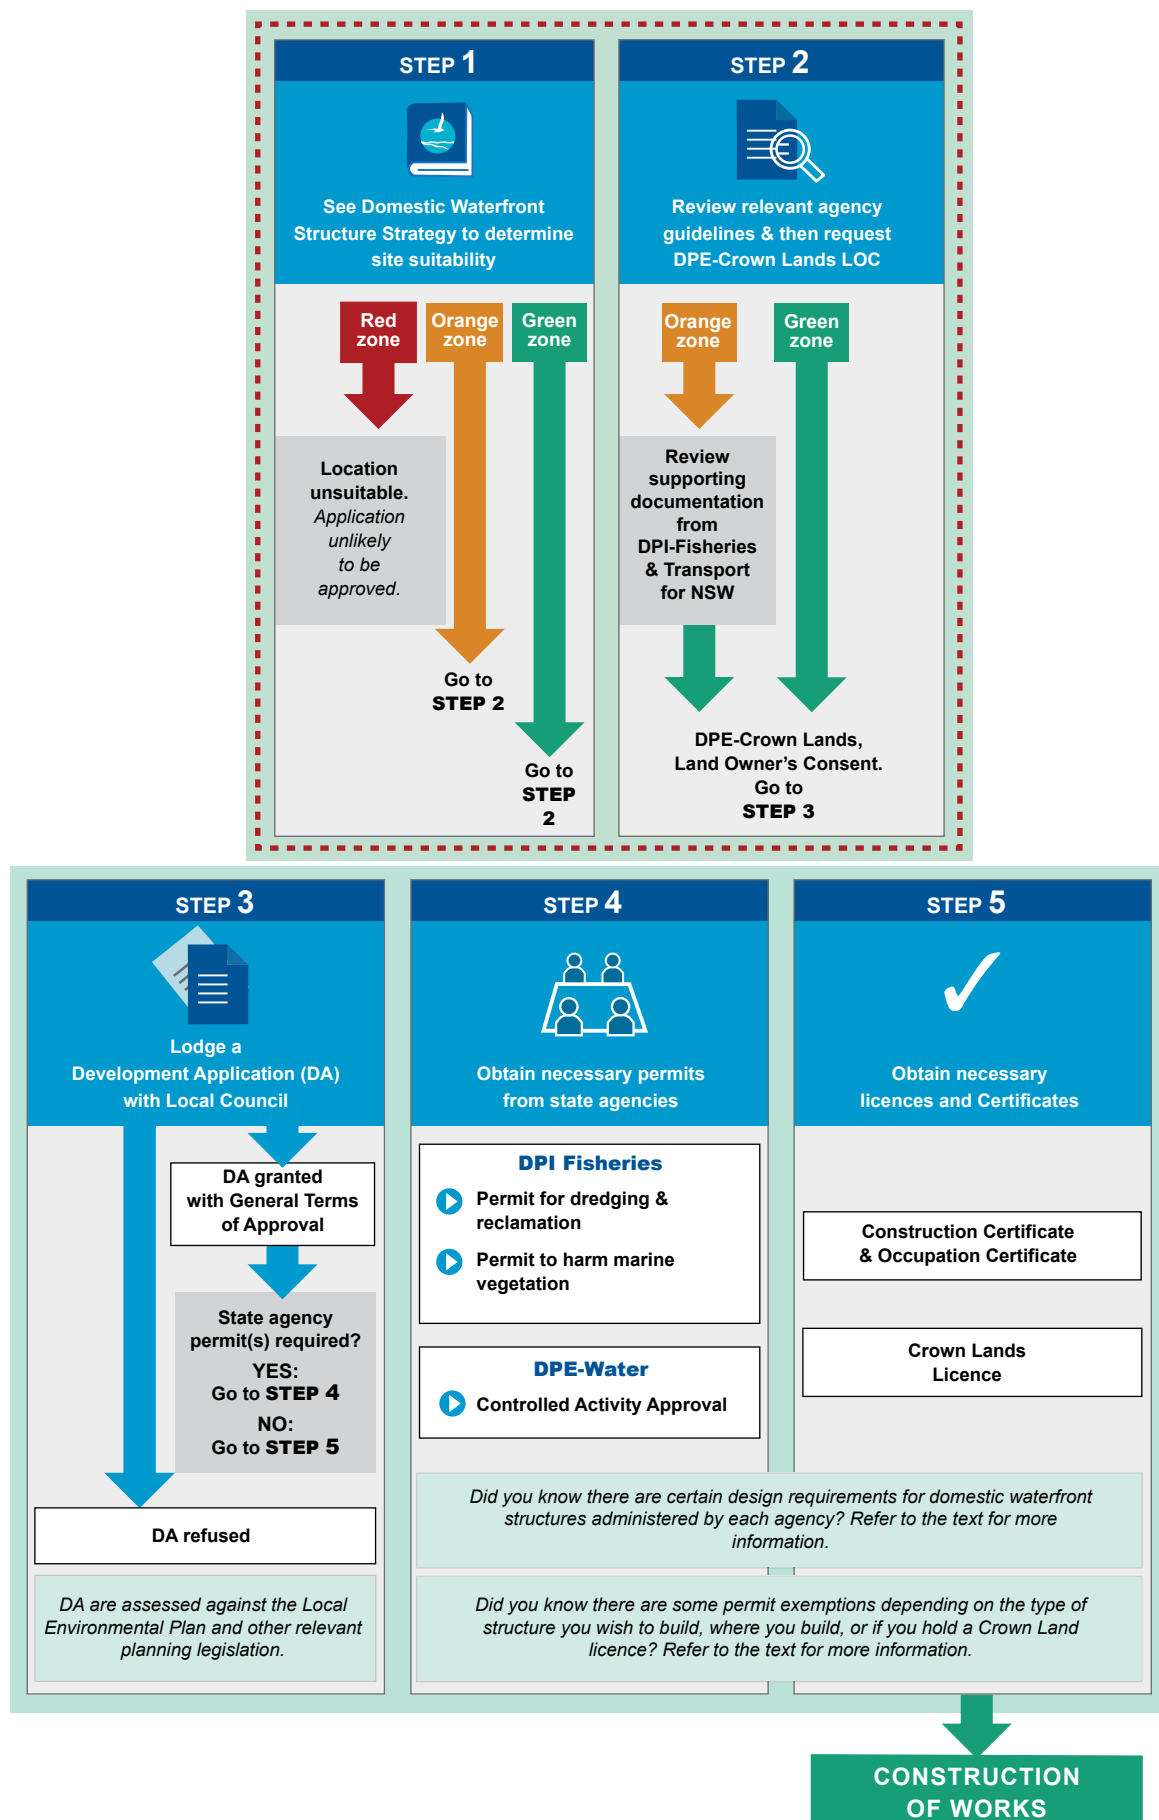 STEP 1
See Domestic Waterfront
Structure Strategy to determine
site suitability
Red
zone
Orange
zone
Green
zone
Location
unsuitable.
Application
unlikely
to be
approved.
Go to
STEP 2
Go to
STEP
2
STEP 2
Review relevant agency
guidelines & then request
DPE-Crown Lands LOC
Orange
zone
Green
zone
Review
supporting
documentation
from
DPI-Fisheries
& Transport
for NSW
DPE-Crown Lands,
Land Owner's Consent.
Go to
STEP 3
STEP 3
Lodge a
Development Application (DA)
with Local Council
DA granted
with General Terms
of Approval
State agency
permit(s) required?
YES:
Go to STEP 4
NO:
Go to STEP 5
DA refused
DA are assessed against the Local
Environmental Plan and other relevant
planning legislation.
STEP 4
Obtain necessary permits
from state agencies
DPI Fisheries
Permit for dredging &
reclamation
Permit to harm marine
vegetation
DPE-Water
Controlled Activity Approval
STEP 5
Obtain necessary
licences and Certificates
Construction Certificate
& Occupation Certificate
Crown Lands
Licence
Did you know there are certain design requirements for domestic waterfront
structures administered by each agency? Refer to the text for more
information.
Did you know there are some permit exemptions depending on the type of
structure you wish to build, where you build, or if you hold a Crown Land
licence? Refer to the text for more information.
CONSTRUCTION
OF WORKS